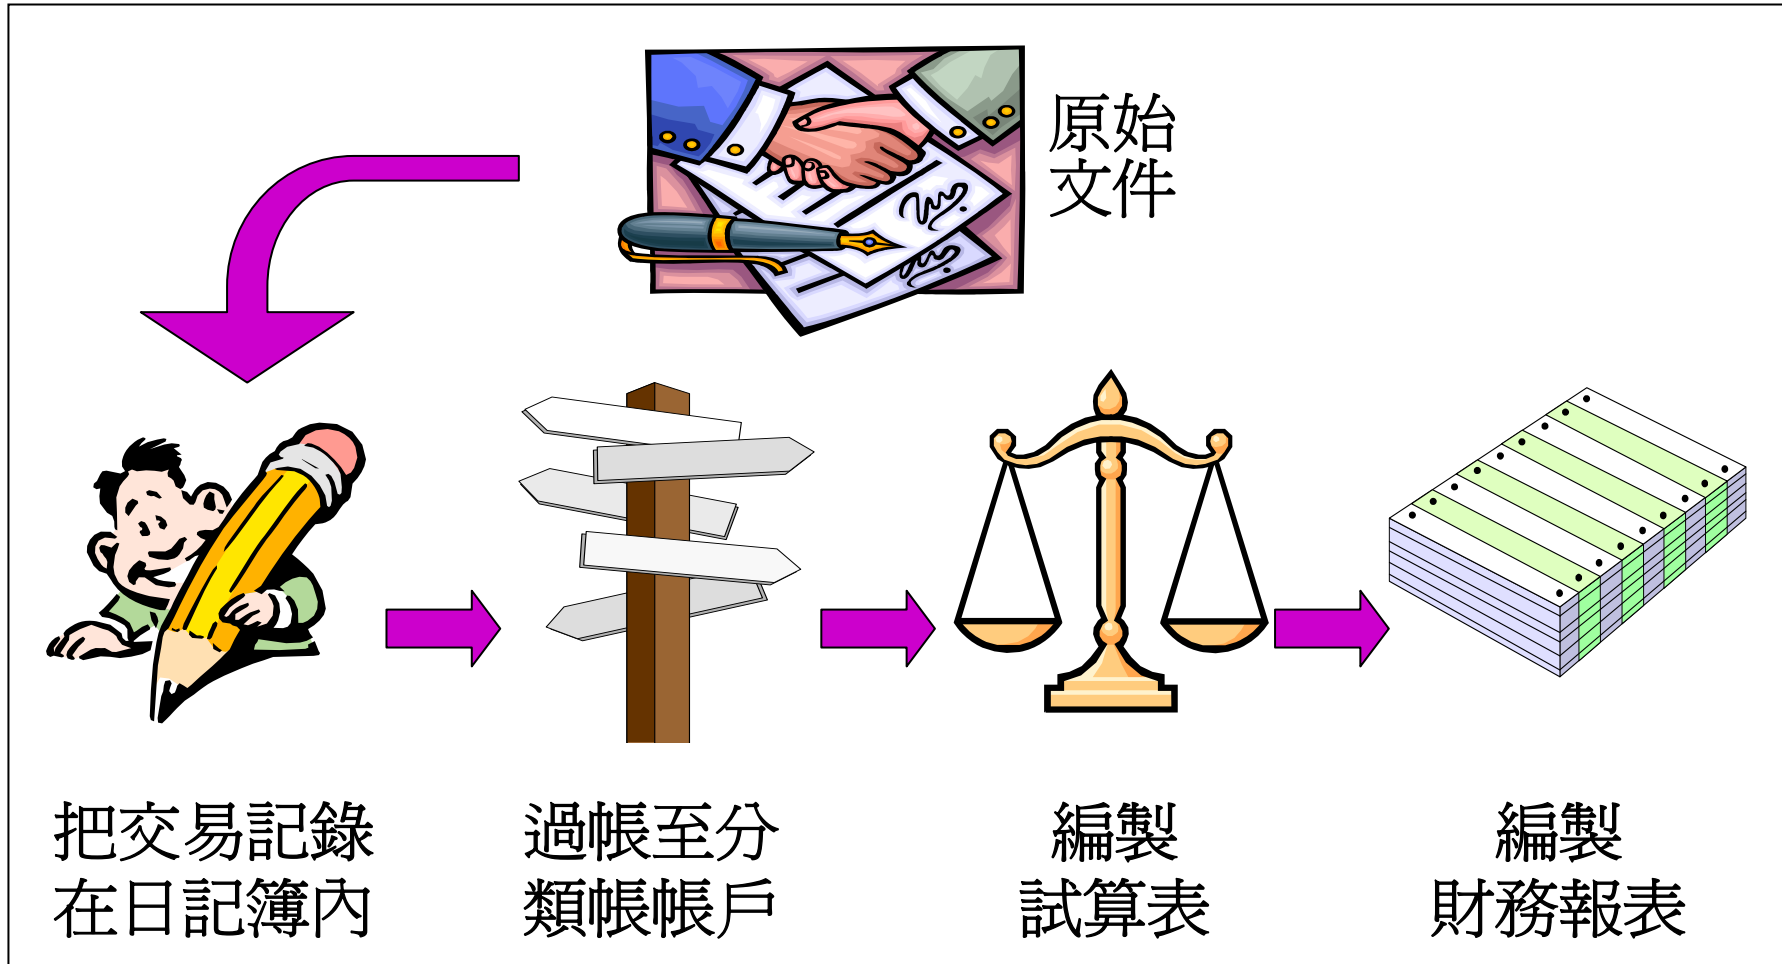 原始
文件
把交易記錄
在日記簿內
過帳至分
類帳帳戶
編製
試算表
編製
財務報表